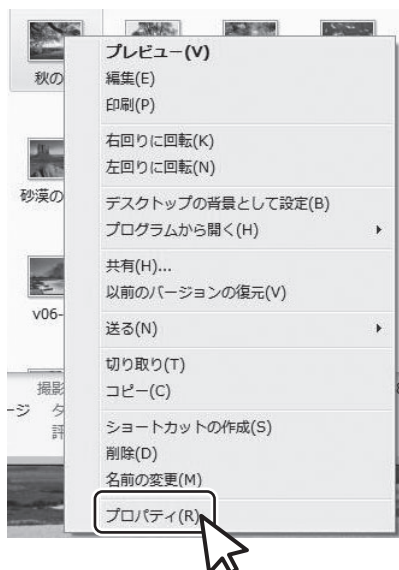 プレビュー(V)
秋の
編集(E)
印刷(P)
右回りに回転(K)
左回りに回転(N)
砂漠の
デスクトップの背景として設定(B)
プログラムから開く(H)
共有(H)...
以前のバージョンの復元(V)
v06-
送る(N)
切り取り(T)
撮影
コピー(C)
ージ
ショートカットの作成(S)
削除(D)
名前の変更(M)
プロパティ(R)